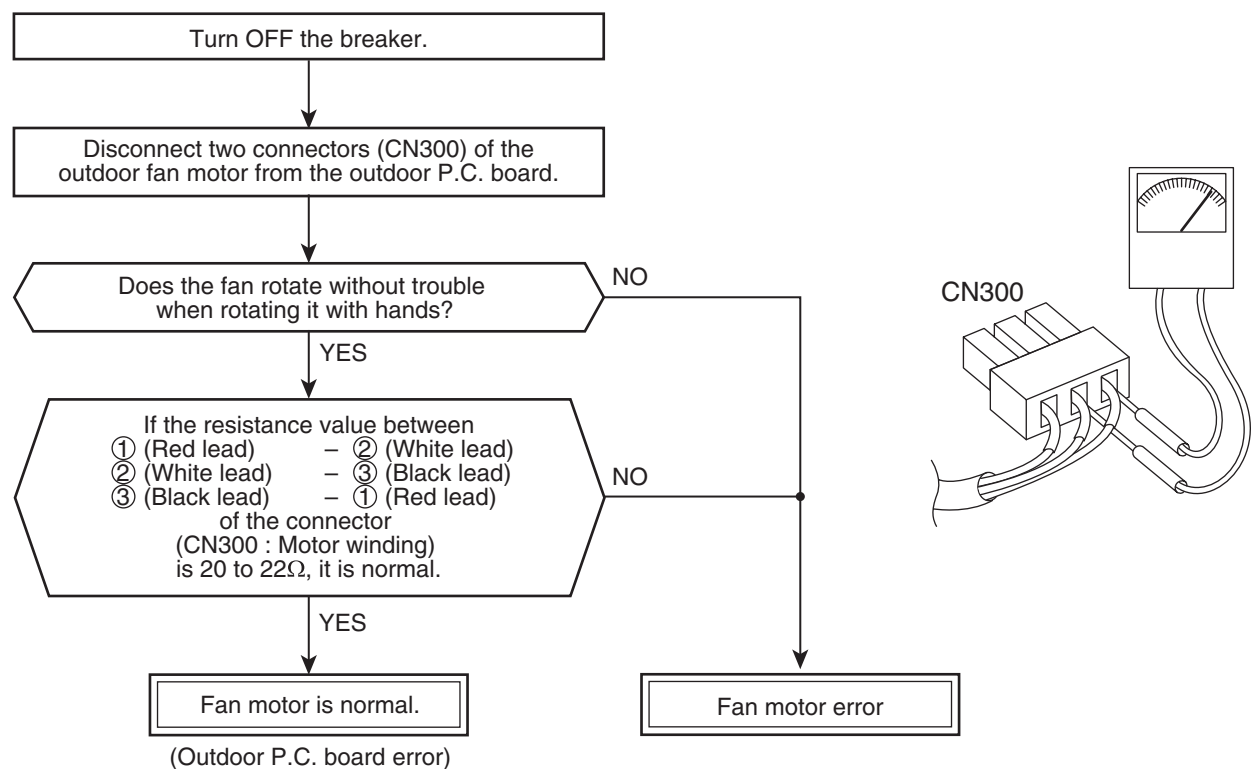 Turn OFF the breaker.
Disconnect two connectors (CN300) of the
outdoor fan motor from the outdoor P.C. board.
Does the fan rotate without trouble
when rotating it with hands?
NO
YES
If the resistance value between
① (Red lead) – ② (White lead)
② (White lead) – ③ (Black lead)
③ (Black lead) – ① (Red lead)
of the connector
(CN300 : Motor winding)
is 20 to 22Ω, it is normal.
NO
YES
Fan motor is normal.
(Outdoor P.C. board error)
Fan motor error
CN300